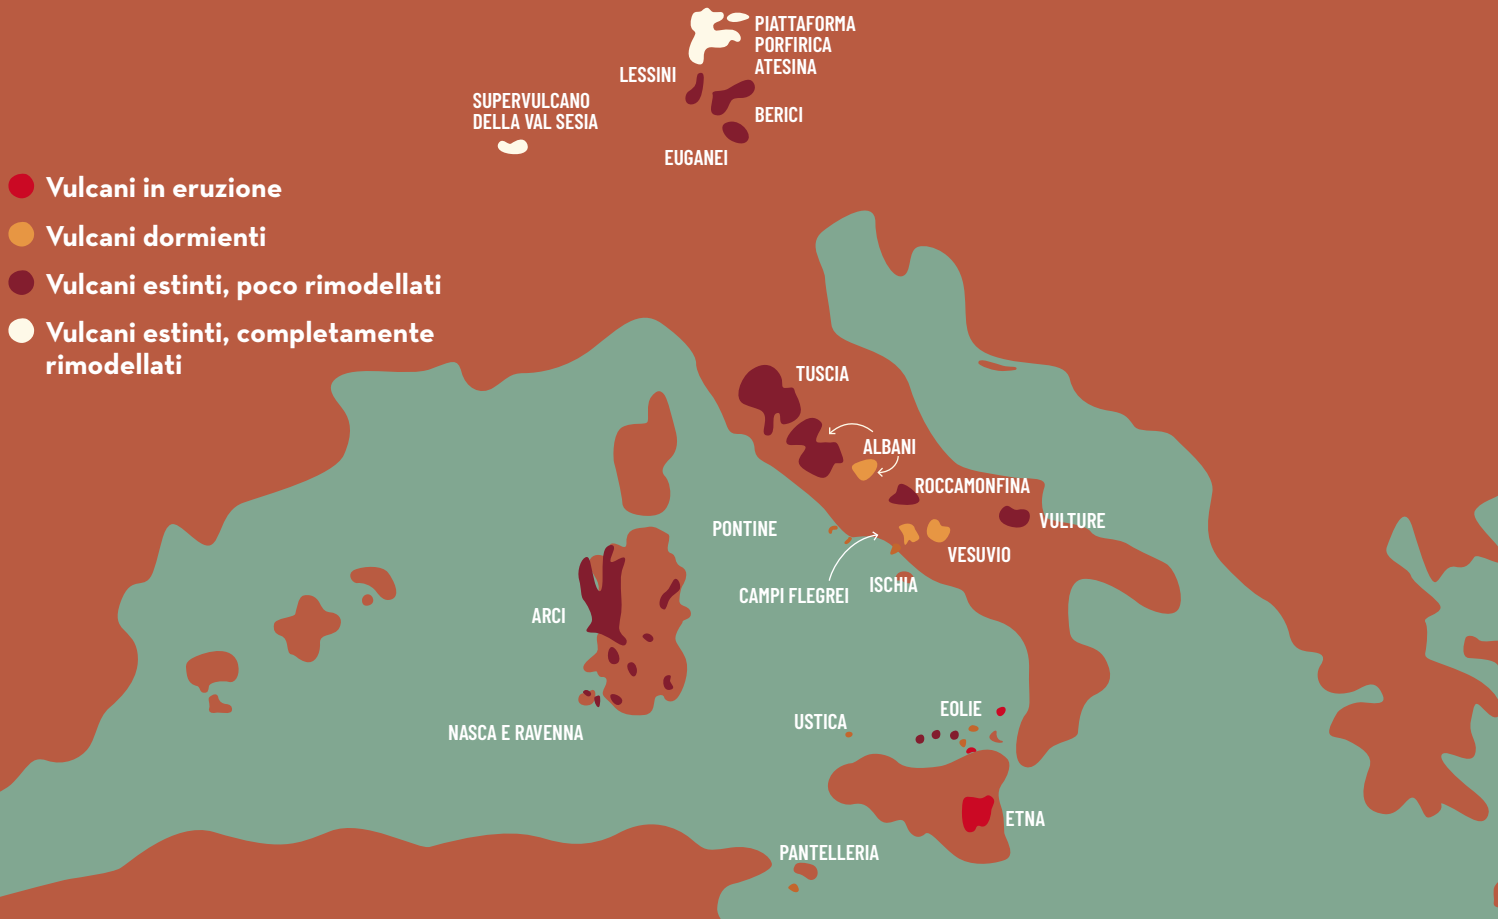 PIATTAFORMA
PORFIRICA
ATESINA
LESSINI
SUPERVULCANO
DELLA VAL SESIA
BERICI
EUGANEI
Vulcani in eruzione
Vulcani dormienti
Vulcani estinti, poco rimodellati
Vulcani estinti, completamente
rimodellati
TUSCIA
ALBANI
ROCCAMONFINA
VULTURE
PONTINE
VESUVIO
ISCHIA
CAMPI FLEGREI
ARCI
EOLIE
USTICA
NASCA E RAVENNA
ETNA
PANTELLERIA